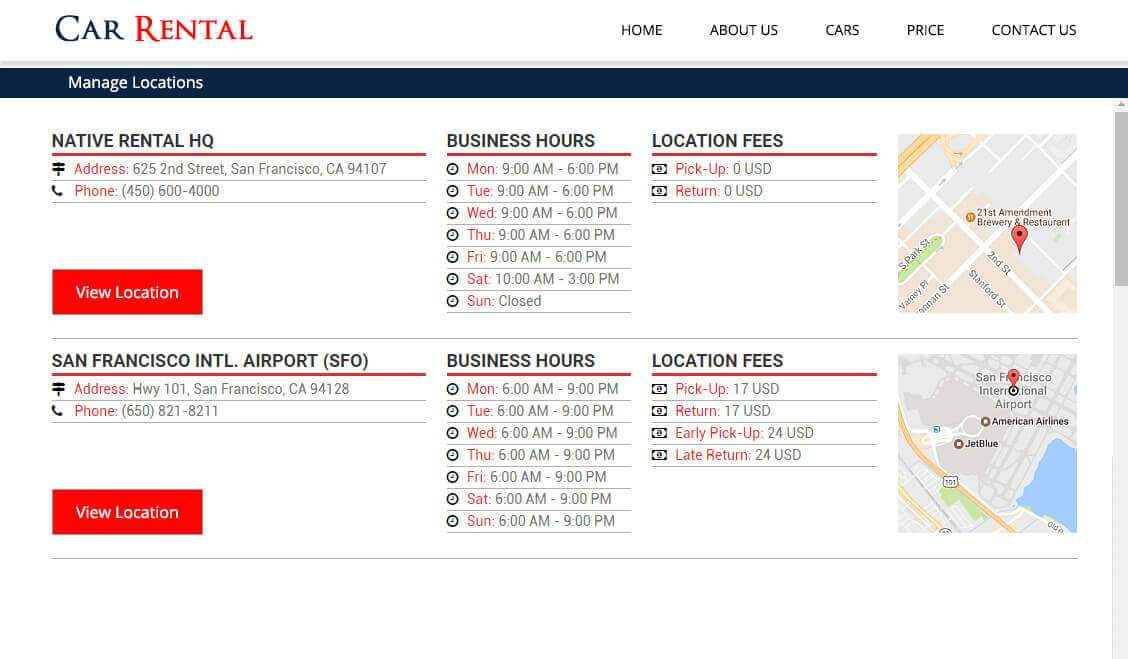 CAR RENTAL
HOME ABOUT US CARS PRICE CONTACT US
Manage Locations
NATIVE RENTAL HQ
Address: 625 2nd Street, San Francisco, CA 94107
Phone: (450) 600-4000
View Location
BUSINESS HOURS
Mon: 9:00 AM - 6:00 PM
Tue: 9:00 AM - 6:00 PM
Wed: 9:00 AM - 6:00 PM
Thu: 9:00 AM - 6:00 PM
Fri: 9:00 AM - 6:00 PM
Sat: 10:00 AM - 3:00 PM
Sun: Closed
LOCATION FEES
Pick-Up: 0 USD
Return: 0 USD
21st Amendment
Brewery & Restaurant
S Park St
2nd St
Varney Pl
Stanford St
SAN FRANCISCO INTL. AIRPORT (SFO)
Address: Hwy 101, San Francisco, CA 94128
Phone: (650) 821-8211
View Location
BUSINESS HOURS
Mon: 6:00 AM - 9:00 PM
Tue: 6:00 AM - 9:00 PM
Wed: 6:00 AM - 9:00 PM
Thu: 6:00 AM - 9:00 PM
Fri: 6:00 AM - 9:00 PM
Sat: 6:00 AM - 9:00 PM
Sun: 6:00 AM - 9:00 PM
LOCATION FEES
Pick-Up: 17 USD
Return: 17 USD
Early Pick-Up: 24 USD
Late Return: 24 USD
San Francisco
International
Airport
American Airlines
JetBlue
101